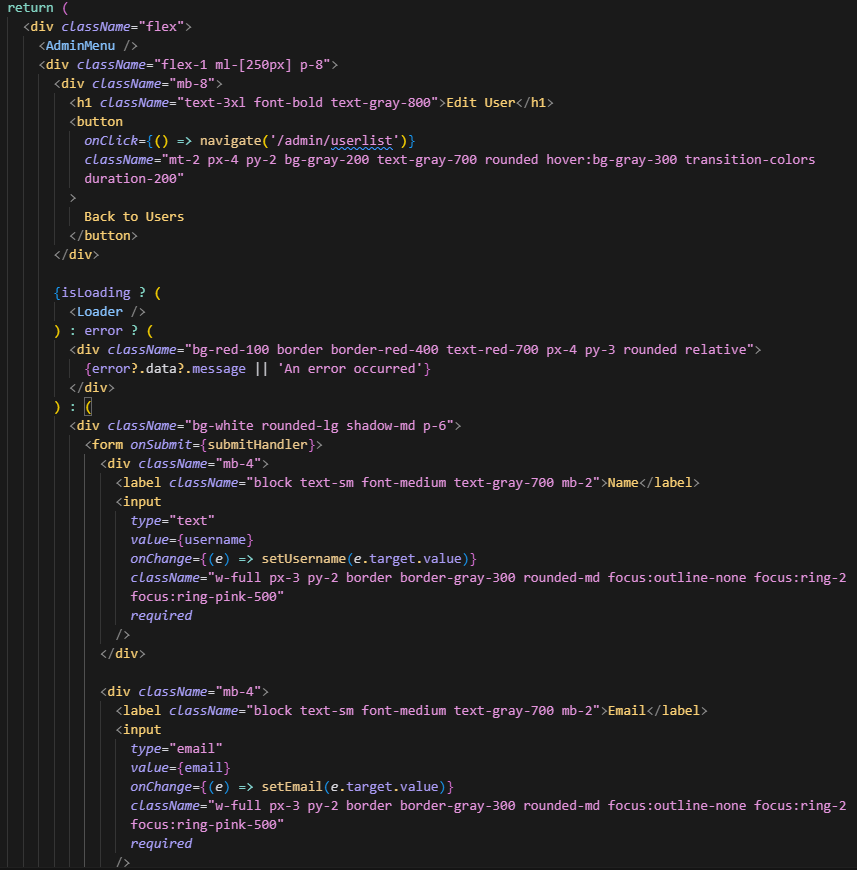 return (
<div className="flex">
<AdminMenu />
<div className="flex-1 ml-[250px] p-8">
<div className="mb-8">
<h1 className="text-3xl font-bold text-gray-800">Edit User</h1>
<button
onClick={() => navigate('/admin/userlist')}
className="mt-2 px-4 py-2 bg-gray-200 text-gray-700 rounded hover:bg-gray-300 transition-colors
duration-200"
>
Back to Users
</button>
</div>
{isLoading ? (
<Loader />
) : error ? (
<div className="bg-red-100 border border-red-400 text-red-700 px-4 py-3 rounded relative">
{error?.data?.message || 'An error occurred'}
</div>
) : (
<div className="bg-white rounded-lg shadow-md p-6">
<form onSubmit={submitHandler}>
<div className="mb-4">
<label className="block text-sm font-medium text-gray-700 mb-2">Name</label>
<input
type="text"
value={username}
onChange={(e) => setUsername(e.target.value)}
className="w-full px-3 py-2 border border-gray-300 rounded-md focus:outline-none focus:ring-2
focus:ring-pink-500"
required
/>
</div>
<div className="mb-4">
<label className="block text-sm font-medium text-gray-700 mb-2">Email</label>
<input
type="email"
value={email}
onChange={(e) => setEmail(e.target.value)}
className="w-full px-3 py-2 border border-gray-300 rounded-md focus:outline-none focus:ring-2
focus:ring-pink-500"
required
/>